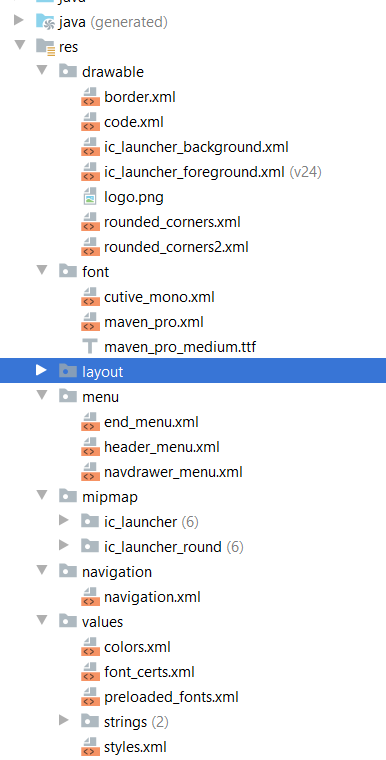 java
java (generated)
res
drawable
border.xml
code.xml
ic_launcher_background.xml
ic_launcher_foreground.xml (v24)
logo.png
rounded_corners.xml
rounded_corners2.xml
font
cutive_mono.xml
maven_pro.xml
maven_pro_medium.ttf
layout
menu
end_menu.xml
header_menu.xml
navdrawer_menu.xml
mipmap
ic_launcher (6)
ic_launcher_round (6)
navigation
navigation.xml
values
colors.xml
font_certs.xml
preloaded_fonts.xml
strings (2)
styles.xml